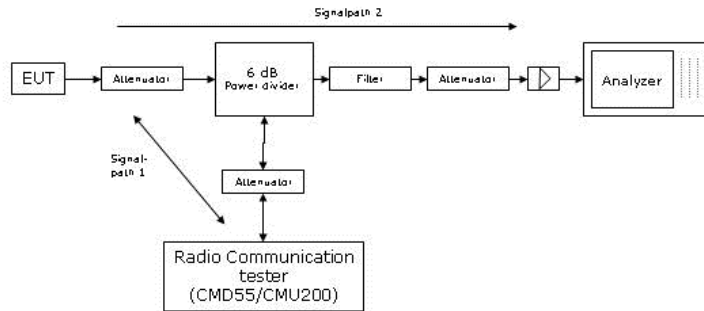 Signalpath 2
EUT
Attenuator
6 dB
Power divider
Filter
Attenuator
Analyzer
Signal-
path 1
Attenuator
Radio Communication
tester
(CMD55/CMU200)